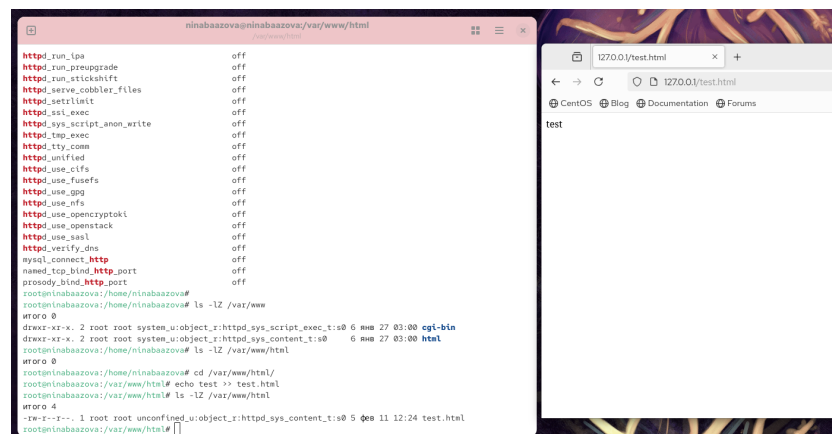 ninabaazova@ninabaazova:/var/www/html
/var/www/html
httpd_run_ipa off
httpd_run_preupgrade off
httpd_run_stickshift off
httpd_serve_cobbler_files off
httpd_setrlimit off
httpd_ssi_exec off
httpd_sys_script_anon_write off
httpd_tmp_exec off
httpd_tty_comm off
httpd_unified off
httpd_use_cifs off
httpd_use_fusefs off
httpd_use_gpg off
httpd_use_nfs off
httpd_use_opencryptoki off
httpd_use_openstack off
httpd_use_sasl off
httpd_verify_dns off
mysql_connect_http off
named_tcp_bind_http_port off
prosody_bind_http_port off
root@ninabaazova:/home/ninabaazova#
root@ninabaazova:/home/ninabaazova# ls -lZ /var/www
итого 0
drwxr-xr-x. 2 root root system_u:object_r:httpd_sys_script_exec_t:s0 6 янв 27 03:00 cgi-bin
drwxr-xr-x. 2 root root system_u:object_r:httpd_sys_content_t:s0 6 янв 27 03:00 html
root@ninabaazova:/home/ninabaazova# ls -lZ /var/www/html
итого 0
root@ninabaazova:/home/ninabaazova# cd /var/www/html/
root@ninabaazova:/var/www/html# echo test >> test.html
root@ninabaazova:/var/www/html# ls -lZ /var/www/html
итого 4
-rw-r--r--. 1 root root unconfined_u:object_r:httpd_sys_content_t:s0 5 фев 11 12:24 test.html
root@ninabaazova:/var/www/html#
127.0.0.1/test.html
127.0.0.1/test.html
CentOS Blog Documentation Forums
test